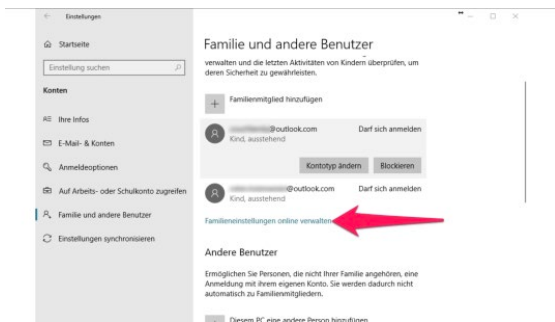 Einstellungen
Startseite
Einstellung suchen
Konten
Ihre Infos
E-Mail- & Konten
Anmeldeoptionen
Auf Arbeits- oder Schulkonto zugreifen
Familie und andere Benutzer
Einstellungen synchronisieren
Familie und andere Benutzer
verwalten und die letzten Aktivitäten von Kindern überprüfen, um
deren Sicherheit zu gewährleisten.
Familienmitglied hinzufügen
@outlook.com Darf sich anmelden
Kind, ausstehend
Kontotyp ändern Blockieren
@outlook.com Darf sich anmelden
Kind, ausstehend
Familieneinstellungen online verwalten
Andere Benutzer
Ermöglichen Sie Personen, die nicht Ihrer Familie angehören, eine
Anmeldung mit ihrem eigenen Konto. Sie werden dadurch nicht
automatisch zu Familienmitgliedern.
Diesem PC eine andere Person hinzufügen